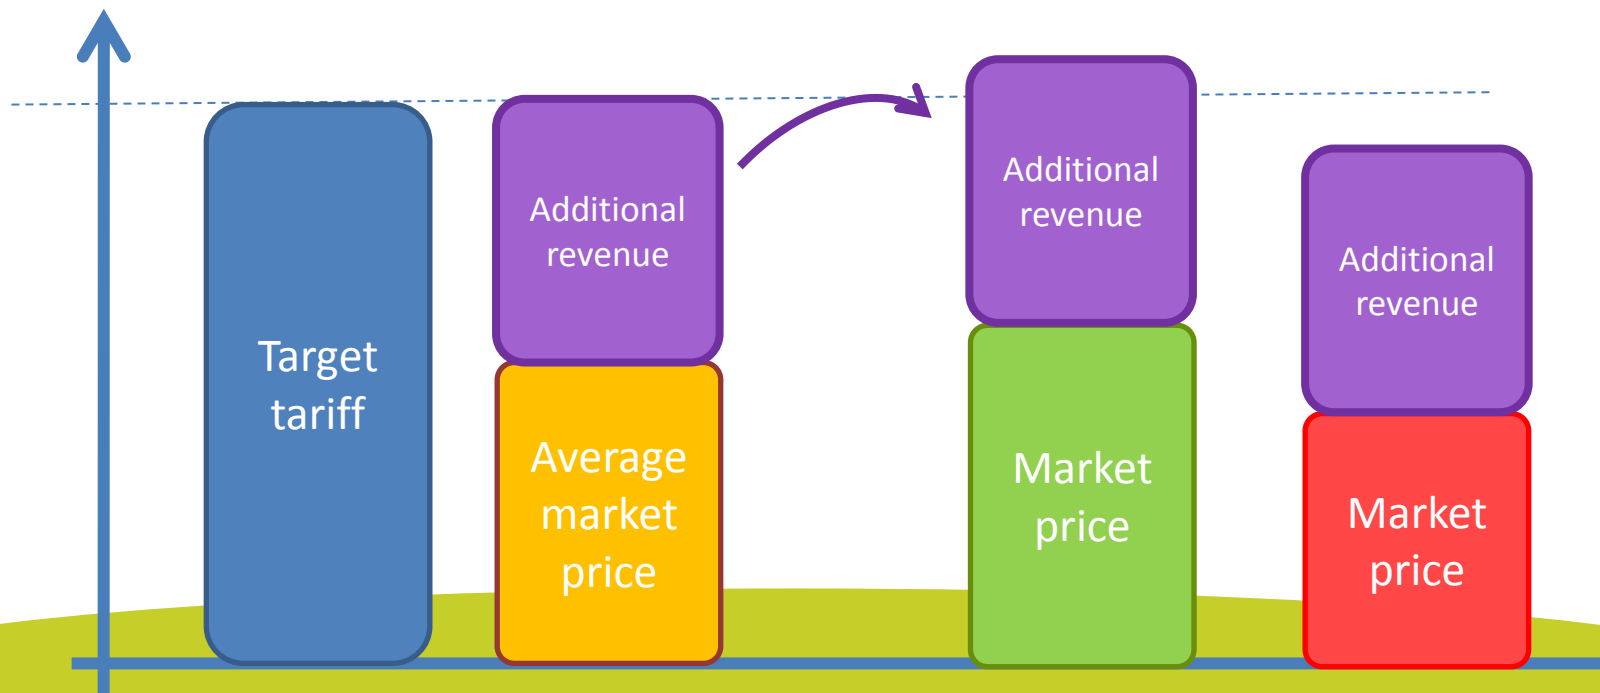 Target
tariff
Additional
revenue
Average
market
price
Additional
revenue
Market
price
Additional
revenue
Market
price